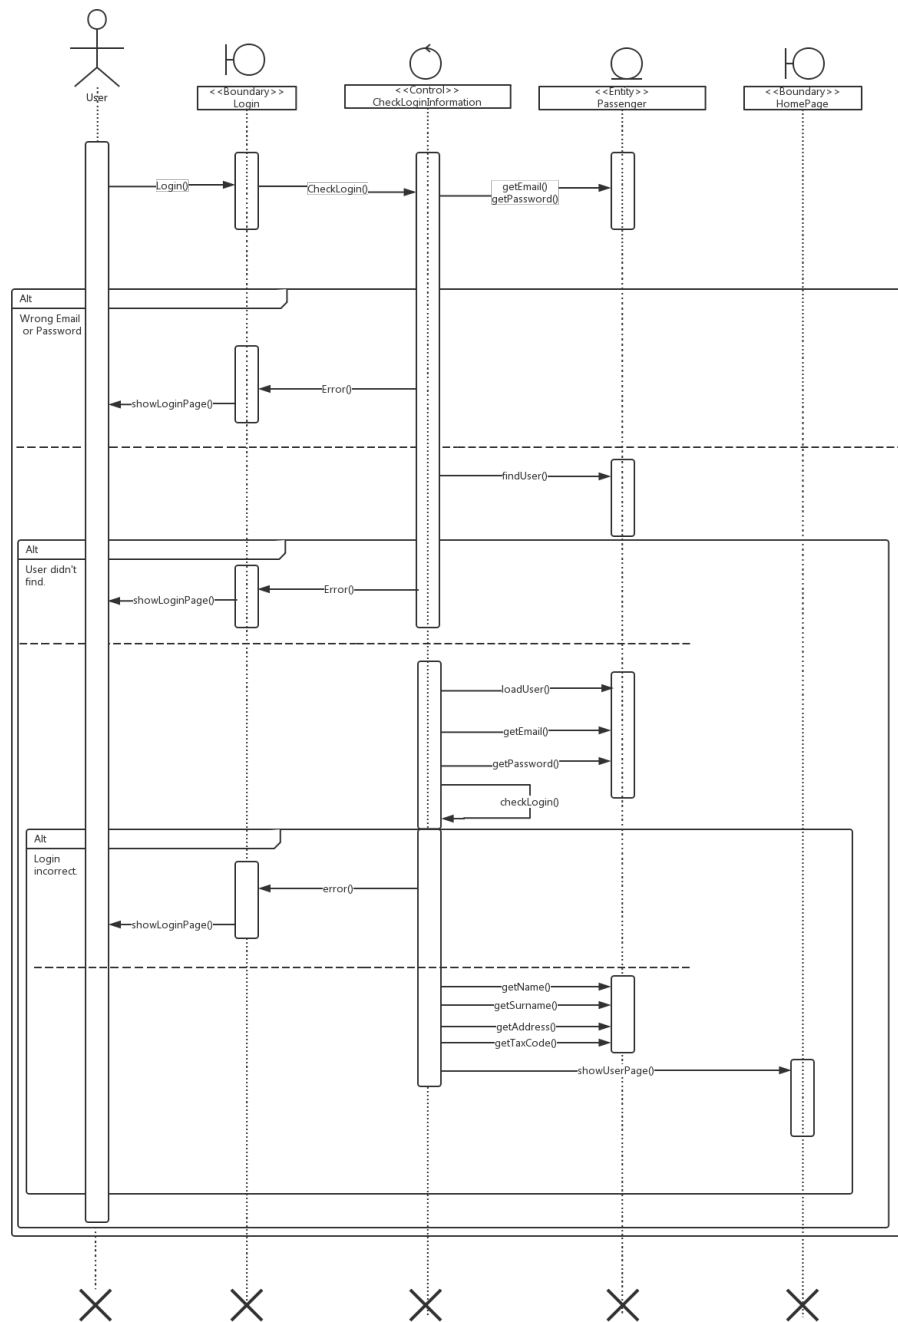 User
<<Boundary>>
Login
<<Control>>
CheckLoginInformation
<<Entity>>
Passenger
<<Boundary>>
HomePage
Login()
CheckLogin()
getEmail()
getPassword()
Alt
Wrong Email
or Password
Error()
showLoginPage()
findUser()
Alt
User didn't
find.
Error()
showLoginPage()
loadUser()
getEmail()
getPassword()
checkLogin()
Alt
Login
incorrect.
error()
showLoginPage()
getName()
getSurname()
getAddress()
getTaxCode()
showUserPage()